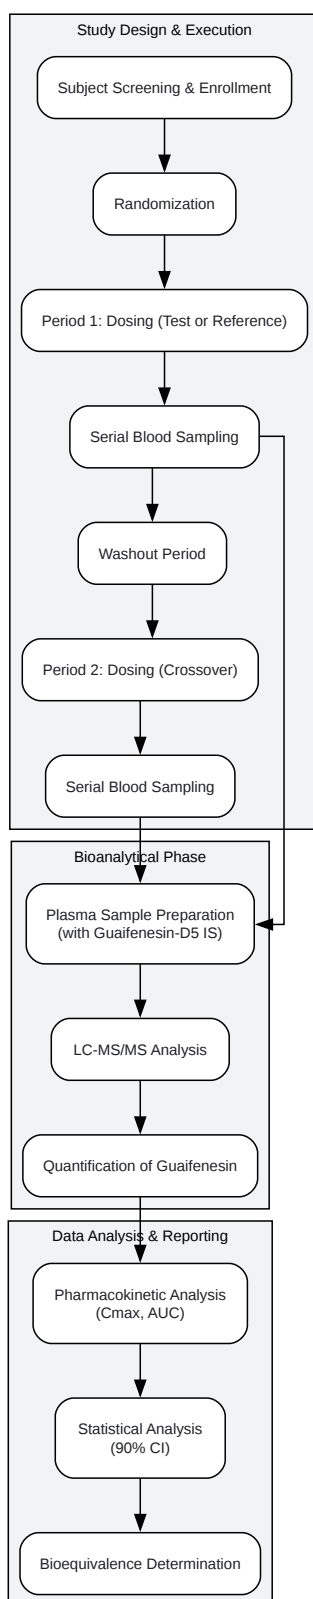 Study Design & Execution
Subject Screening & Enrollment
Randomization
Period 1: Dosing (Test or Reference)
Serial Blood Sampling
Washout Period
Period 2: Dosing (Crossover)
Serial Blood Sampling
Bioanalytical Phase
Plasma Sample Preparation
(with Guaifenesin-D5 IS)
LC-MS/MS Analysis
Quantification of Guaifenesin
Data Analysis & Reporting
Pharmacokinetic Analysis
(Cmax, AUC)
Statistical Analysis
(90% CI)
Bioequivalence Determination